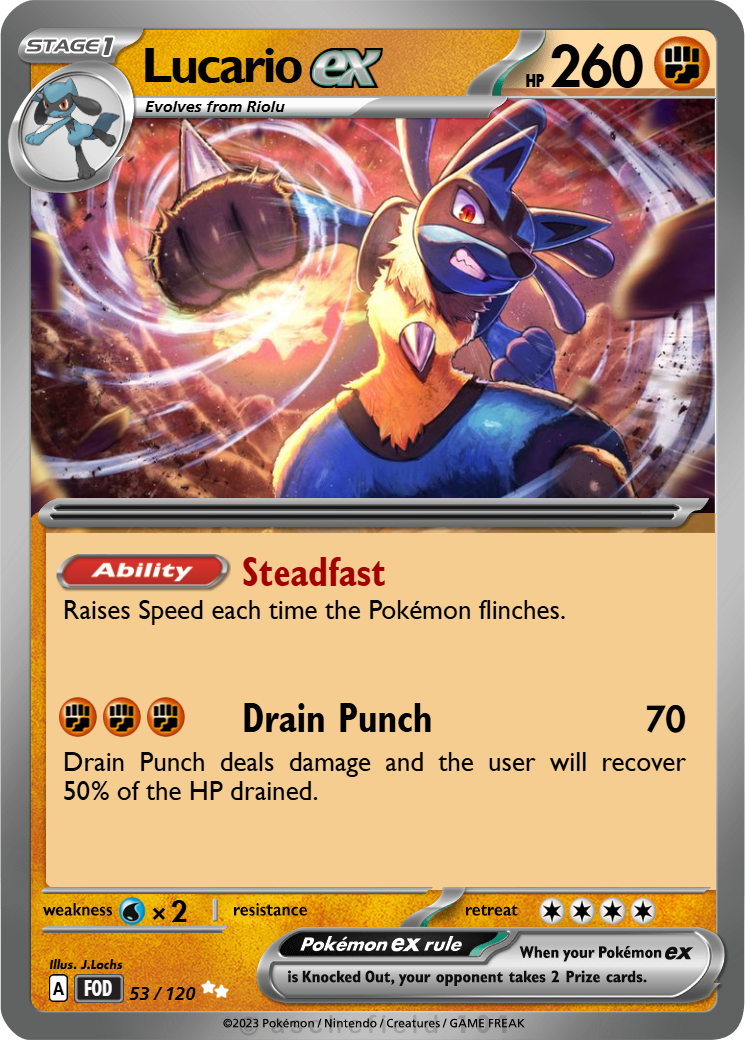 STAGE1
Lucario ex
HP 260
Evolves from Riolu
Ability Steadfast
Raises Speed each time the Pokémon flinches.
Drain Punch 70
Drain Punch deals damage and the user will recover
50% of the HP drained.
weakness × 2 resistance retreat
Pokémon ex rule
When your Pokémon ex
is Knocked Out, your opponent takes 2 Prize cards.
Illus. J.Lochs
A FOD 53 / 120
©2023 Pokémon / Nintendo / Creatures / GAME FREAK